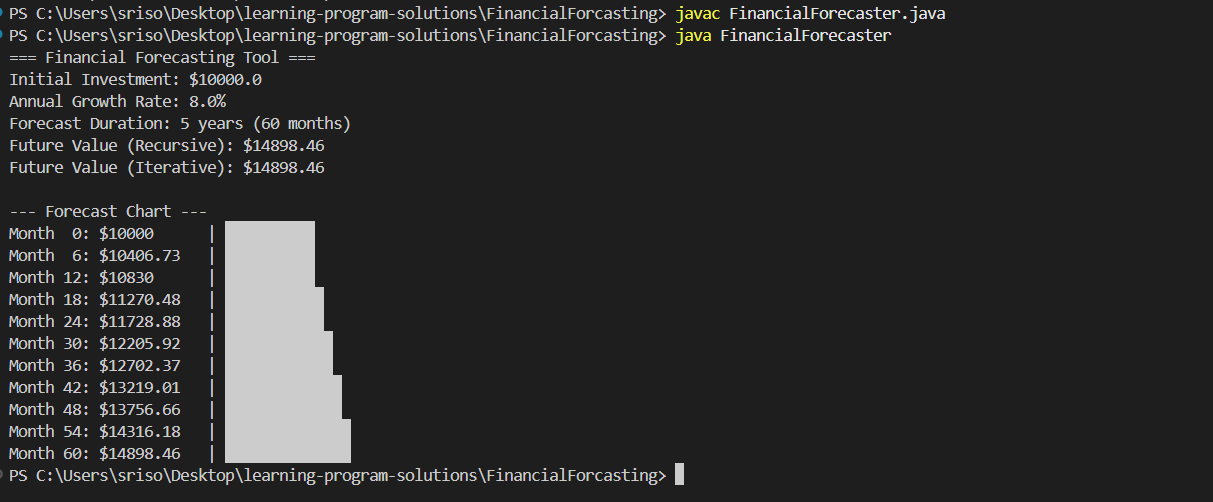 PS C:\Users\sriso\Desktop\learning-program-solutions\FinancialForcasting> javac FinancialForecaster.java
PS C:\Users\sriso\Desktop\learning-program-solutions\FinancialForcasting> java FinancialForecaster
=== Financial Forecasting Tool ===
Initial Investment: $10000.0
Annual Growth Rate: 8.0%
Forecast Duration: 5 years (60 months)
Future Value (Recursive): $14898.46
Future Value (Iterative): $14898.46

--- Forecast Chart ---
Month  0: $10000      |
Month  6: $10406.73   |
Month 12: $10830      |
Month 18: $11270.48   |
Month 24: $11728.88   |
Month 30: $12205.92   |
Month 36: $12702.37   |
Month 42: $13219.01   |
Month 48: $13756.66   |
Month 54: $14316.18   |
Month 60: $14898.46   |
PS C:\Users\sriso\Desktop\learning-program-solutions\FinancialForcasting>